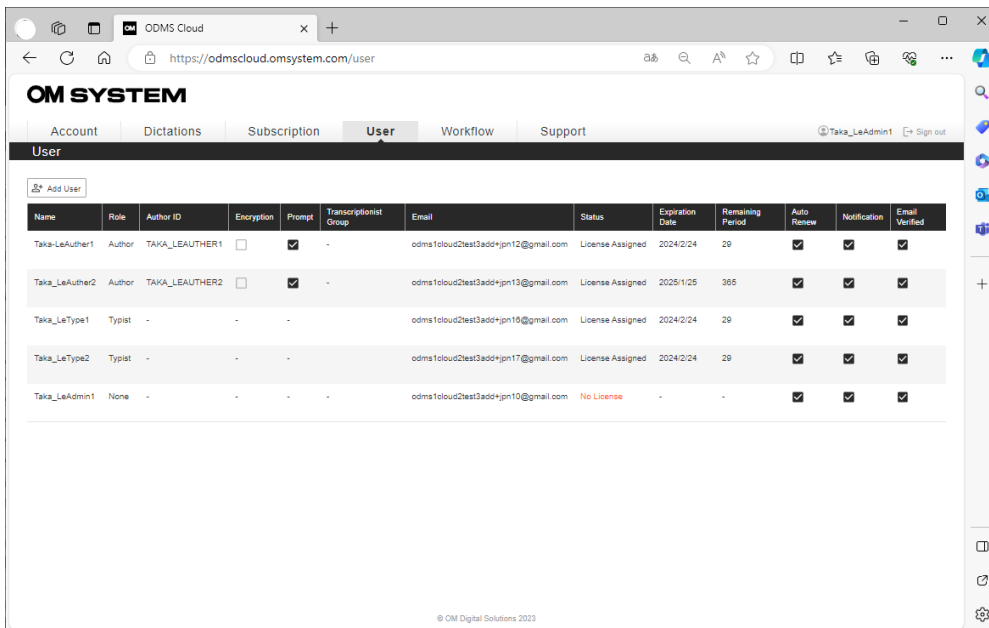 OM ODMS Cloud
https://odmscloud.omsystem.com/user
OM SYSTEM
Account Dictations Subscription User Workflow Support Taka_LeAdmin1 Sign out
User
Add User
Name Role Author ID Encryption Prompt Transcriptionist Group Email Status Expiration Date Remaining Period Auto Renew Notification Email Verified
Taka-LeAuther1 Author TAKA_LEAUTHER1 - odms1cloud2test3add+jpn12@gmail.com License Assigned 2024/2/24 29
Taka_LeAuther2 Author TAKA_LEAUTHER2 - odms1cloud2test3add+jpn13@gmail.com License Assigned 2025/1/25 365
Taka_LeType1 Typist - - - odms1cloud2test3add+jpn16@gmail.com License Assigned 2024/2/24 29
Taka_LeType2 Typist - - - odms1cloud2test3add+jpn17@gmail.com License Assigned 2024/2/24 29
Taka_LeAdmin1 None - - - - odms1cloud2test3add+jpn10@gmail.com No License - -
© OM Digital Solutions 2023